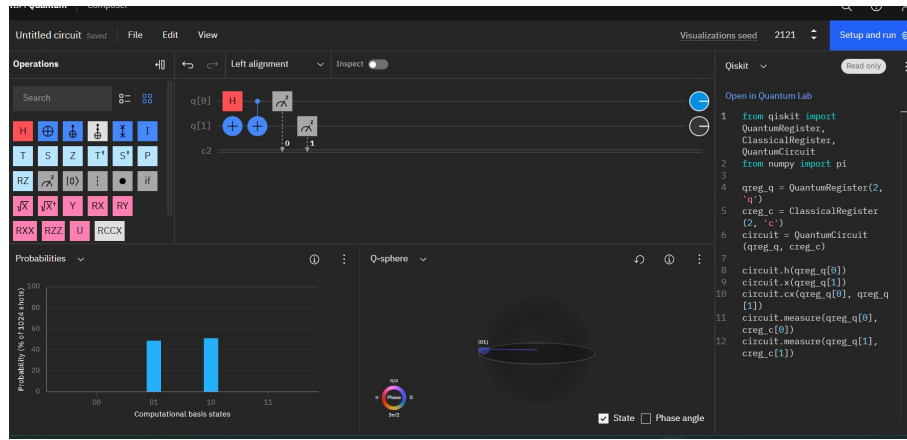 Quantum Composer
Untitled circuit Saved File Edit View Visualizations seed 2121 Setup and run
Operations Left alignment Inspect
Search
H I
T S Z T† S† P
RZ z |0⟩ if
√X √X† Y RX RY
RXX RZZ U RCCX
q[0] H z
q[1] + + z
c2 0 1
Qiskit Read only
Open in Quantum Lab
1 from qiskit import
QuantumRegister,
ClassicalRegister,
QuantumCircuit
2 from numpy import pi
3
4 qreg_q = QuantumRegister(2,
'q')
5 creg_c = ClassicalRegister
(2, 'c')
6 circuit = QuantumCircuit
(qreg_q, creg_c)
7
8 circuit.h(qreg_q[0])
9 circuit.x(qreg_q[1])
10 circuit.cx(qreg_q[0], qreg_q
[1])
11 circuit.measure(qreg_q[0],
creg_c[0])
12 circuit.measure(qreg_q[1],
creg_c[1])
Probabilities
Probability (% of 1024 shots)
100
80
60
40
20
0
00 01 10 11
Computational basis states
Q-sphere
|01⟩
π/2
π Phase 0
3π/2
State Phase angle